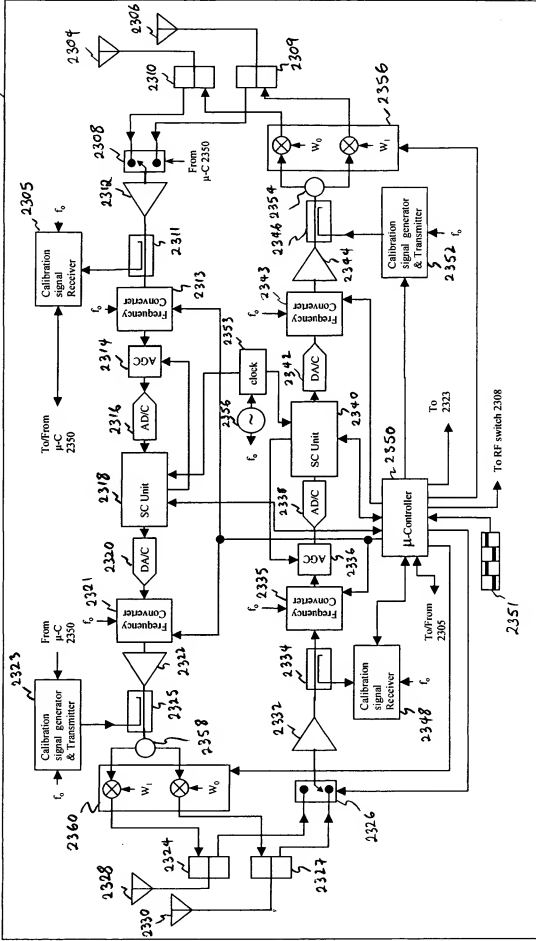 2304
2306
2310
2309
2308
From
μ-C 2350
2312
2305
Calibration
signal
Receiver
f₀
To/From
μ-C
2350
2311
2313
f₀
Frequency
Converter
2314
AGC
2316
AD/C
2318
SC Unit
2320
DA/C
2321
f₀
Frequency
Converter
2322
2323
From
μ-C
2350
Calibration
signal generator
& Transmitter
f₀
2325
2358
2360
W₁
W₀
2324
2328
2330
2327
2326
2332
2334
Calibration
signal
Receiver
2348
f₀
2335
f₀
Frequency
Converter
AGC
2336
2338
AD/C
SC Unit
2340
2353
clock
2356
~
f₀
2342
DA/C
2343
f₀
Frequency
Converter
2344
2346
2354
2356
W₀
W₁
Calibration
signal generator
& Transmitter
2352
f₀
2350
μ-Controller
To
2323
To RF switch 2308
To/From
2305
2351